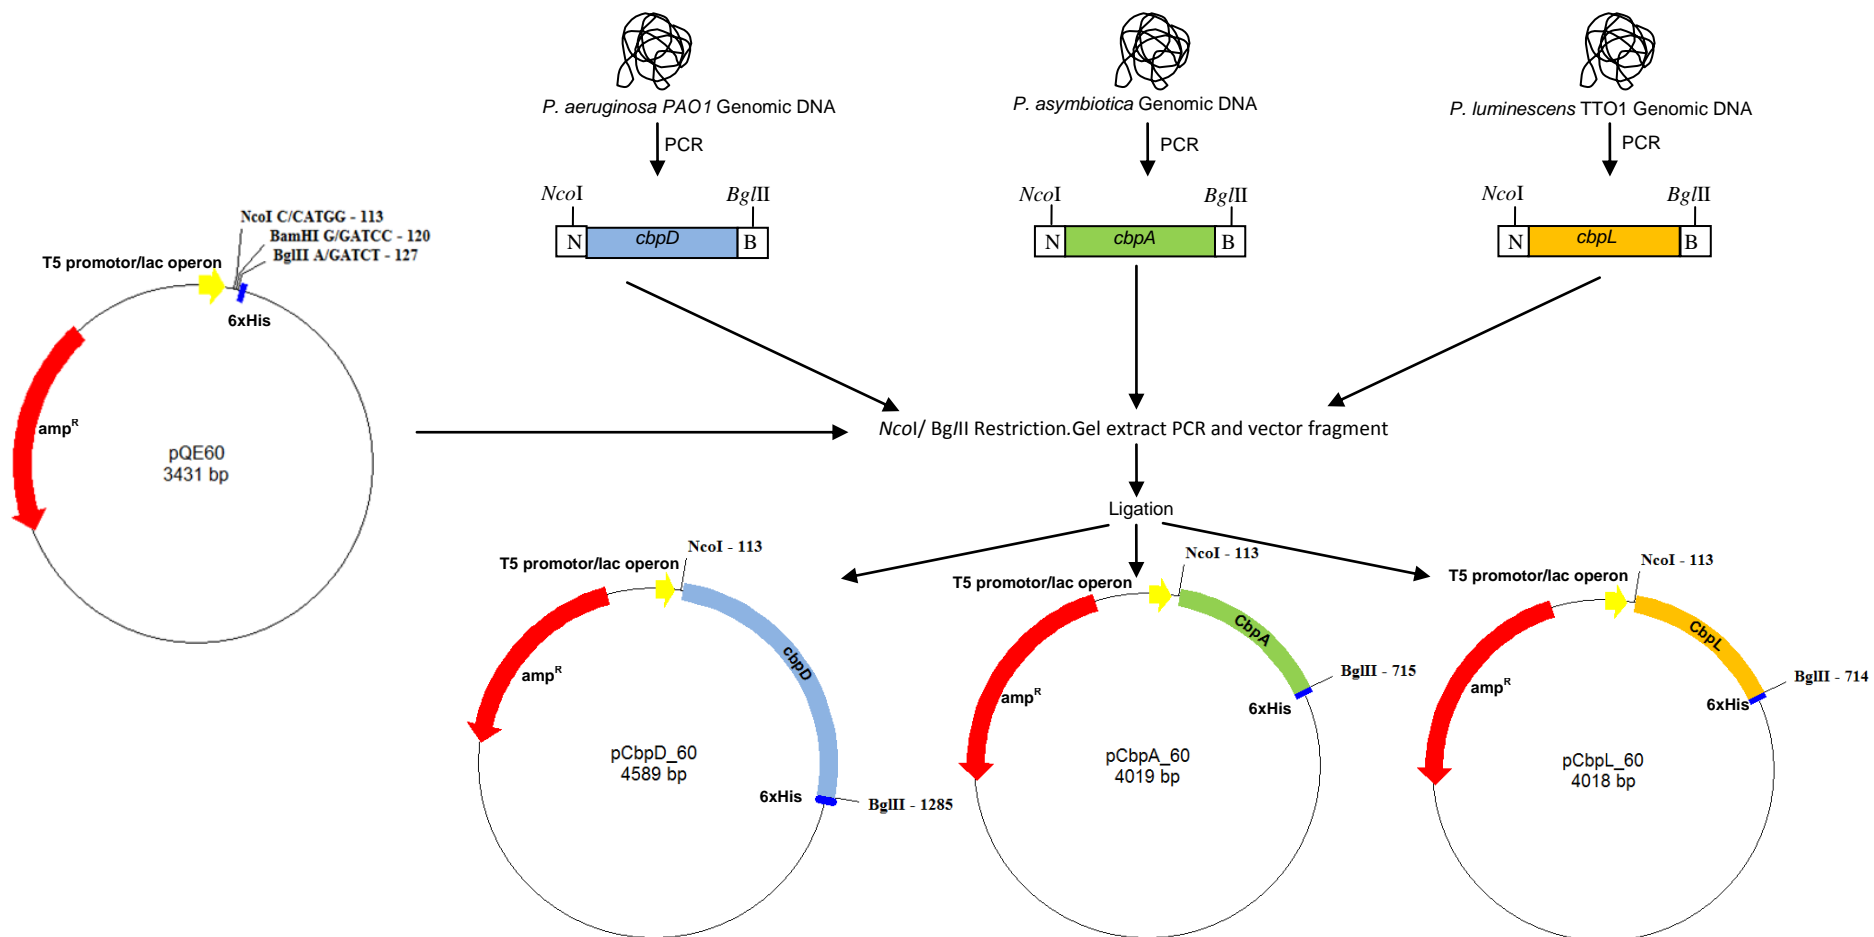 P. aeruginosa PAO1 Genomic DNA
P. asymbiotica Genomic DNA
P. luminescens TTO1 Genomic DNA
PCR
PCR
PCR
NcoI
BglII
NcoI
BglII
NcoI
BglII
N
cbpD
B
N
cbpA
B
N
cbpL
B
NcoI C/CATGG - 113
BamHI G/GATCC - 120
BglII A/GATCT - 127
T5 promotor/lac operon
6xHis
ampR
pQE60
3431 bp
NcoI/ BglII Restriction.Gel extract PCR and vector fragment
Ligation
NcoI - 113
T5 promotor/lac operon
cbpD
ampR
pCbpD_60
4589 bp
6xHis
BglII - 1285
NcoI - 113
T5 promotor/lac operon
CbpA
BglII - 715
ampR
6xHis
pCbpA_60
4019 bp
NcoI - 113
T5 promotor/lac operon
CbpL
BglII - 714
ampR
6xHis
pCbpL_60
4018 bp